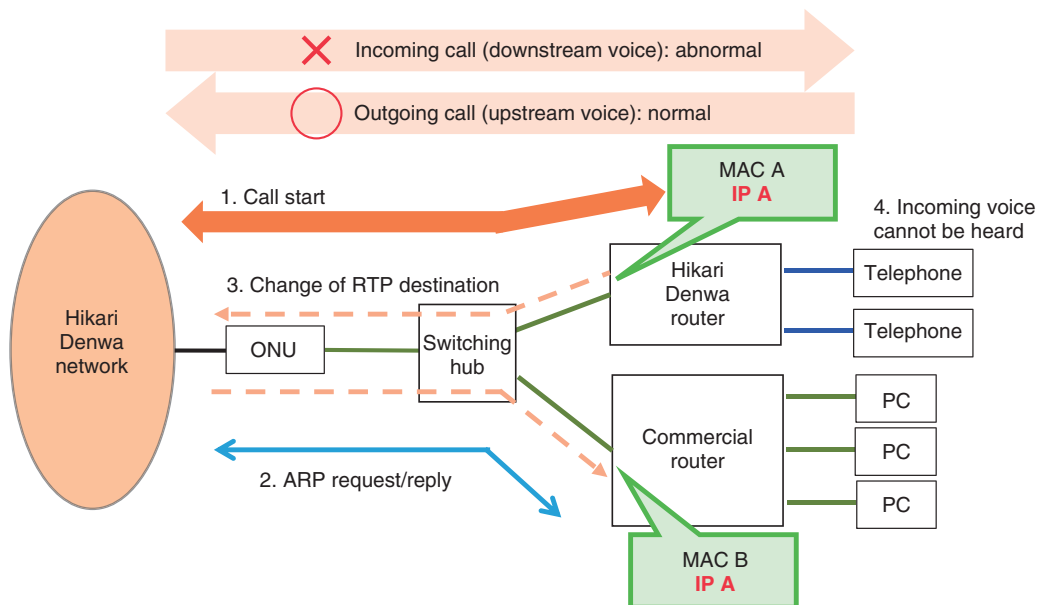 Incoming call (downstream voice): abnormal
Outgoing call (upstream voice): normal
MAC A
IP A
1. Call start
4. Incoming voice
cannot be heard
Hikari
Denwa
router
Telephone
3. Change of RTP destination
Telephone
Hikari
Denwa
network
ONU
Switching
hub
PC
Commercial
router
PC
2. ARP request/reply
PC
MAC B
IP A